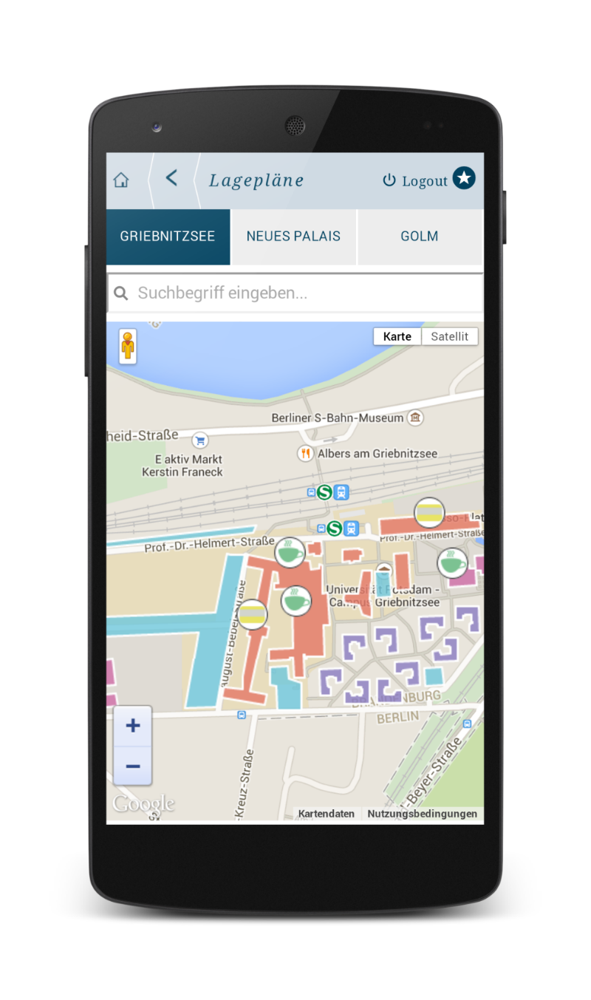 Lagepläne
Logout
GRIEBNITZSEE
NEUES PALAIS
GOLM
Suchbegriff eingeben...
Karte
Satellit
Berliner S-Bahn-Museum
heid-Straße
E aktiv Markt
Kerstin Franeck
Albers am Griebnitzsee
S
S
Prof.-Dr.-Helmert-Straße
Prof.-Dr.-Helmert-Straße
Universität Potsdam -
Campus Griebnitzsee
August-Bebel-Straße
BRANDENBURG
BERLIN
+
-Kreuz-Straße
-Beyer-Straße
−
Google
Kartendaten
Nutzungsbedingungen